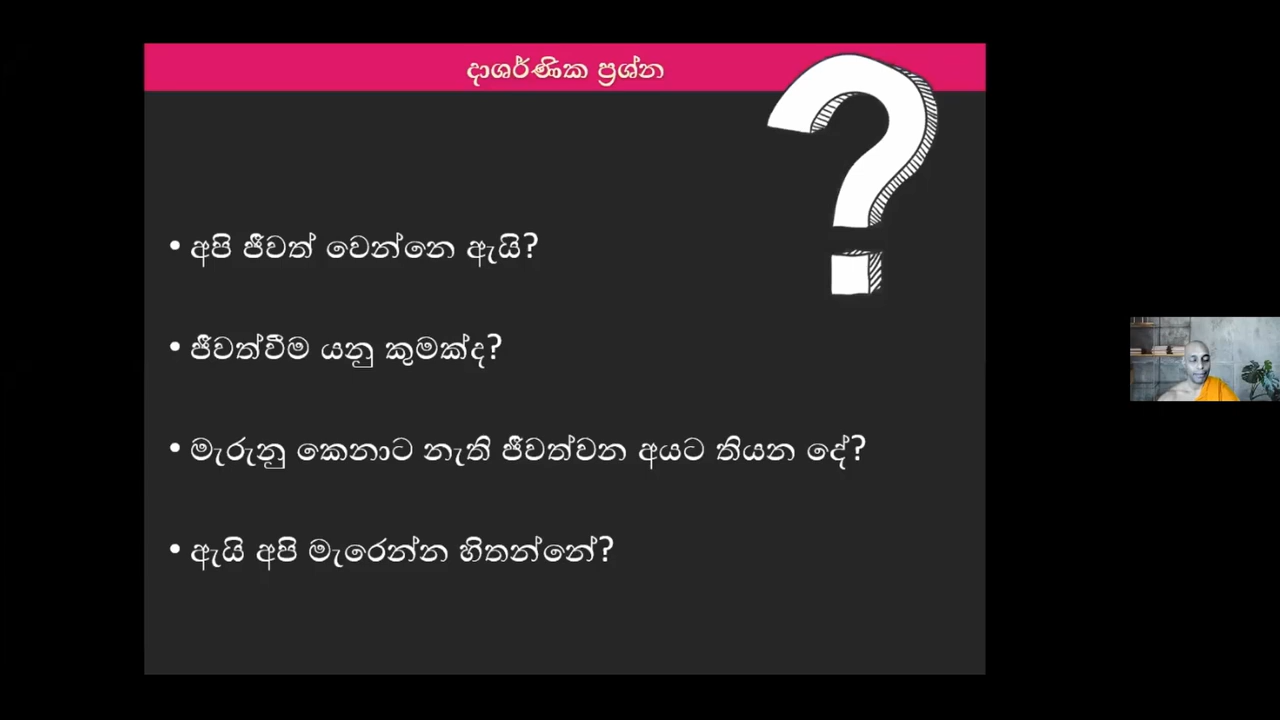 දාශර්ණික ප්‍රශ්න
• අපි ජීවත් වෙන්නෙ ඇයි?
• ජීවත්වීම යනු කුමක්ද?
• මැරුනු කෙනාට නැති ජීවත්වන අයට තියන දේ?
• ඇයි අපි මැරෙන්න හිතන්නේ?